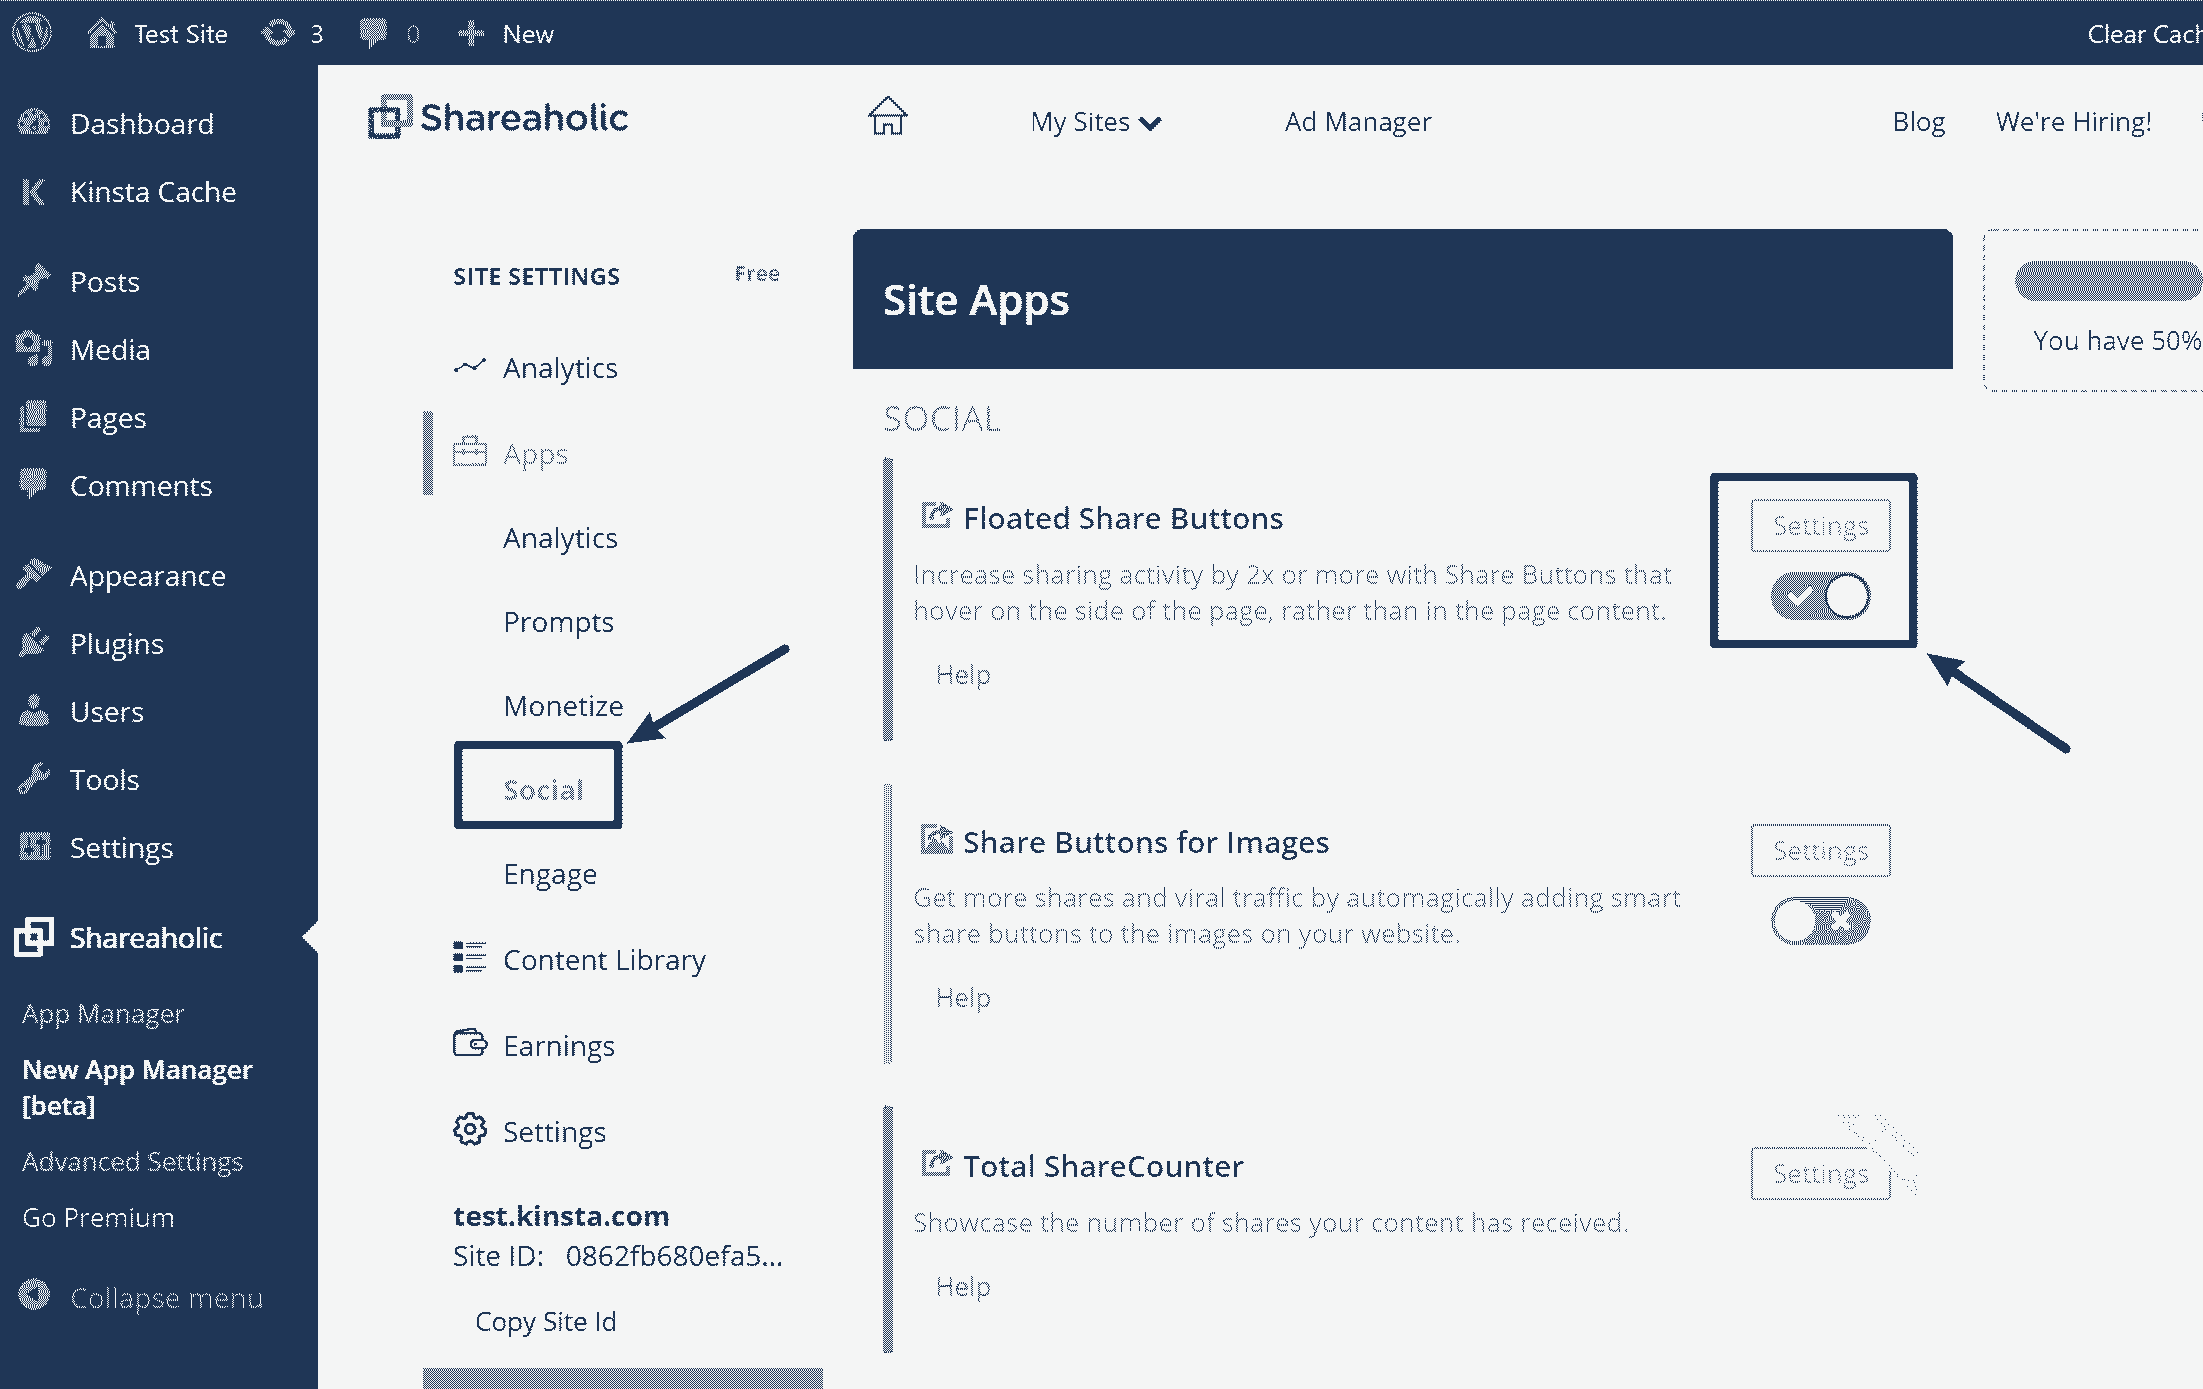 Test Site
3
0
New
Clear Cach
Dashboard
Kinsta Cache
Posts
Media
Pages
Comments
Appearance
Plugins
Users
Tools
Settings
Shareaholic
App Manager
New App Manager
[beta]
Advanced Settings
Go Premium
Collapse menu
Shareaholic
My Sites
Ad Manager
Blog
We're Hiring!
SITE SETTINGS
Free
Analytics
Apps
Analytics
Prompts
Monetize
Social
Engage
Content Library
Earnings
Settings
test.kinsta.com
Site ID: 0862fb680efa5...
Copy Site Id
Site Apps
SOCIAL
Floated Share Buttons
Settings
Increase sharing activity by 2x or more with Share Buttons that
hover on the side of the page, rather than in the page content.
Help
Share Buttons for Images
Settings
Get more shares and viral traffic by automagically adding smart
share buttons to the images on your website.
Help
Total ShareCounter
Settings
Showcase the number of shares your content has received.
Help
You have 50%